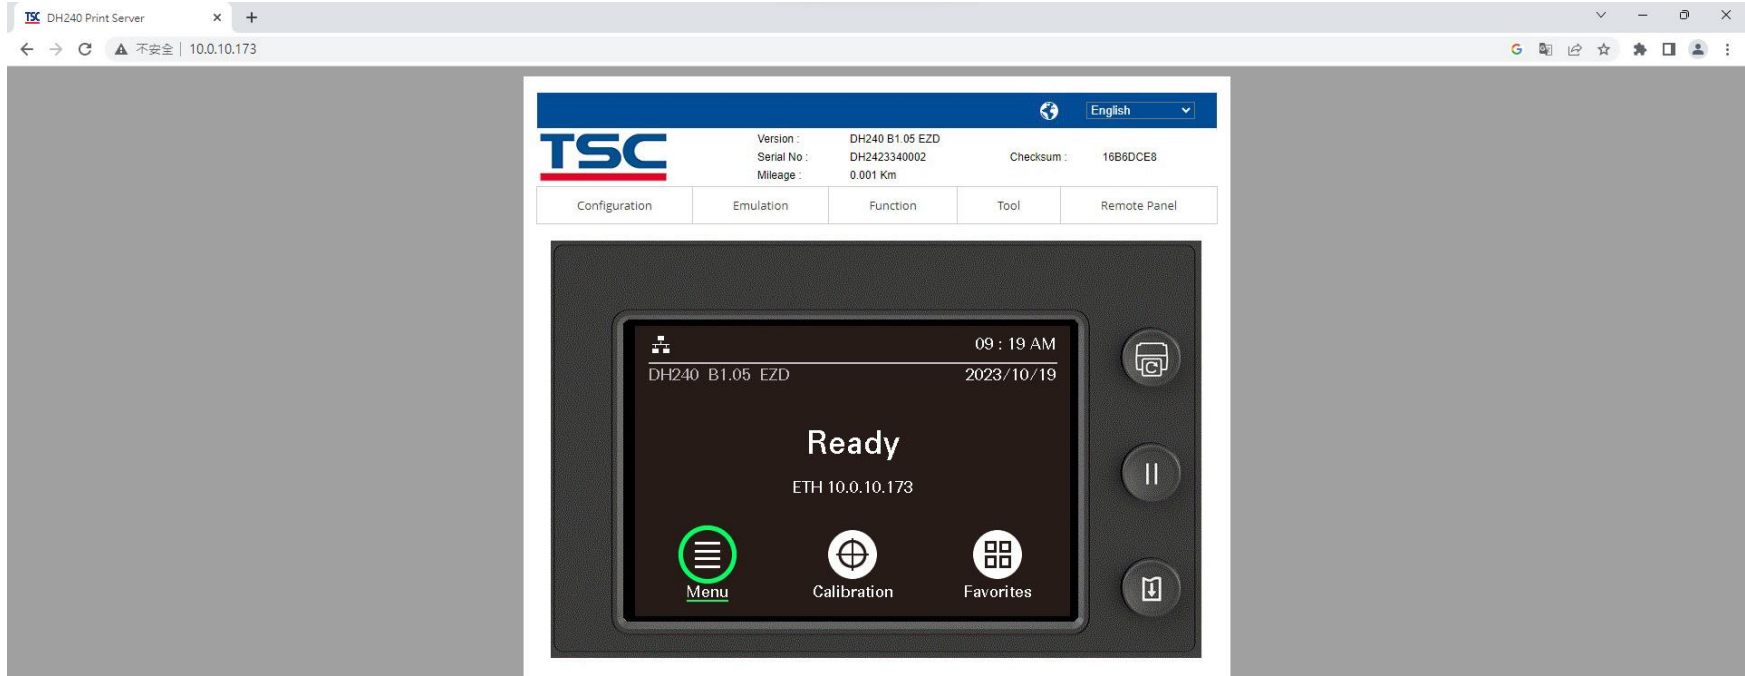 TSC DH240 Print Server
不安全 | 10.0.10.173
English
TSC
Version : DH240 B1.05 EZD
Serial No : DH2423340002 Checksum : 16B6DCE8
Mileage : 0.001 Km
Configuration Emulation Function Tool Remote Panel
09 : 19 AM
DH240 B1.05 EZD 2023/10/19
Ready
ETH 10.0.10.173
Menu Calibration Favorites